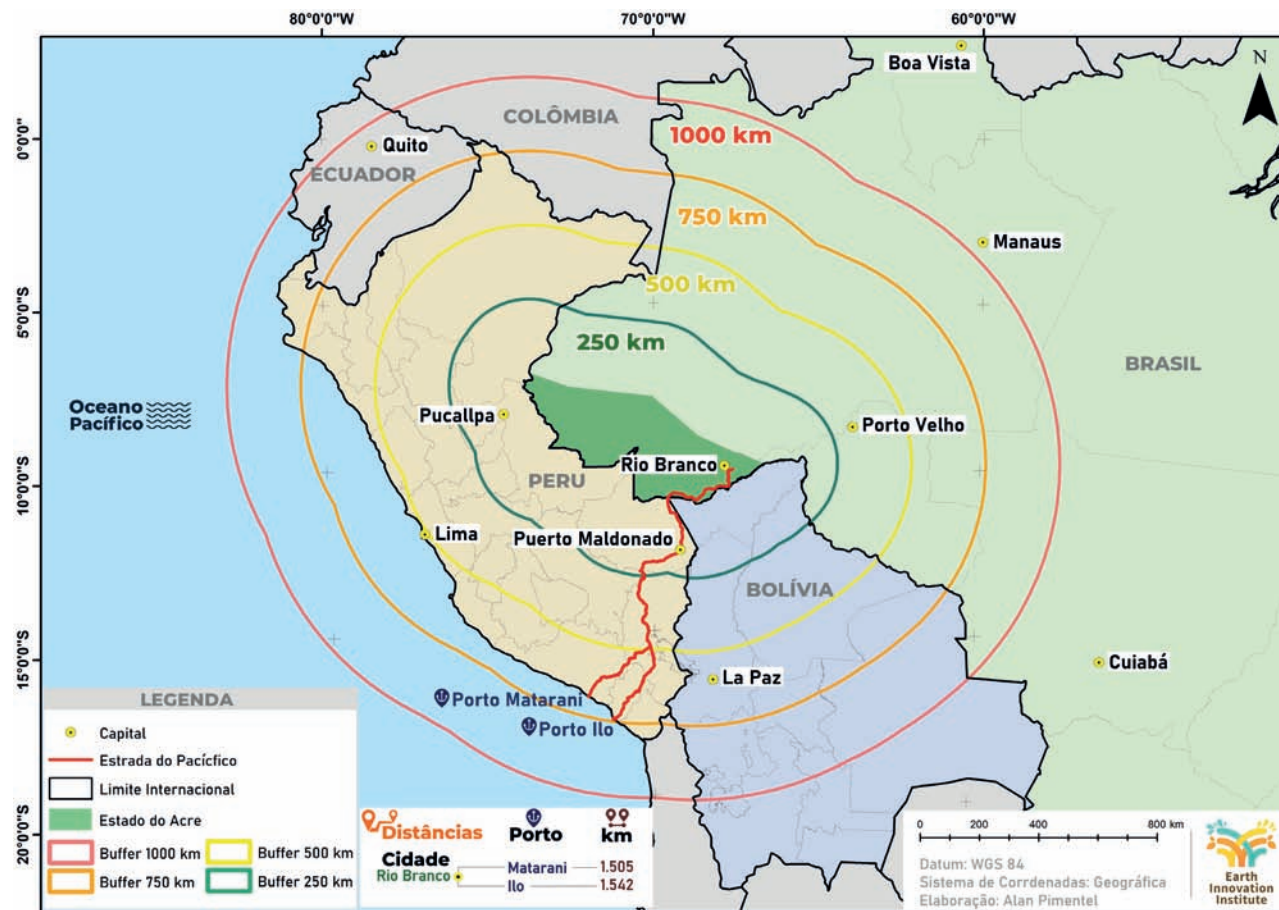 80°0'0"W
70°0'0"W
60°0'0"W
Boa Vista
N
COLÔMBIA
1000 km
0°0'0"
Quito
ECUADOR
750 km
Manaus
500 km
5°0'0"S
250 km
BRASIL
Oceano
Pacífico
Pucallpa
Porto Velho
Rio Branco
PERU
10°0'0"S
Lima
Puerto Maldonado
BOLÍVIA
15°0'0"S
La Paz
Cuiabá
Porto Matarani
Porto Ilo
20°0'0"S
LEGENDA
Capital
Estrada do Pacícfico
Limite Internacional
Estado do Acre
Buffer 1000 km
Buffer 500 km
Buffer 750 km
Buffer 250 km
Distâncias
Porto
km
Cidade
Rio Branco
Matarani
1.505
Ilo
1.542
0 200 400 600 800 km
Datum: WGS 84
Sistema de Corrdenadas: Geográfica
Elaboração: Alan Pimentel
Earth
Innovation
Institute